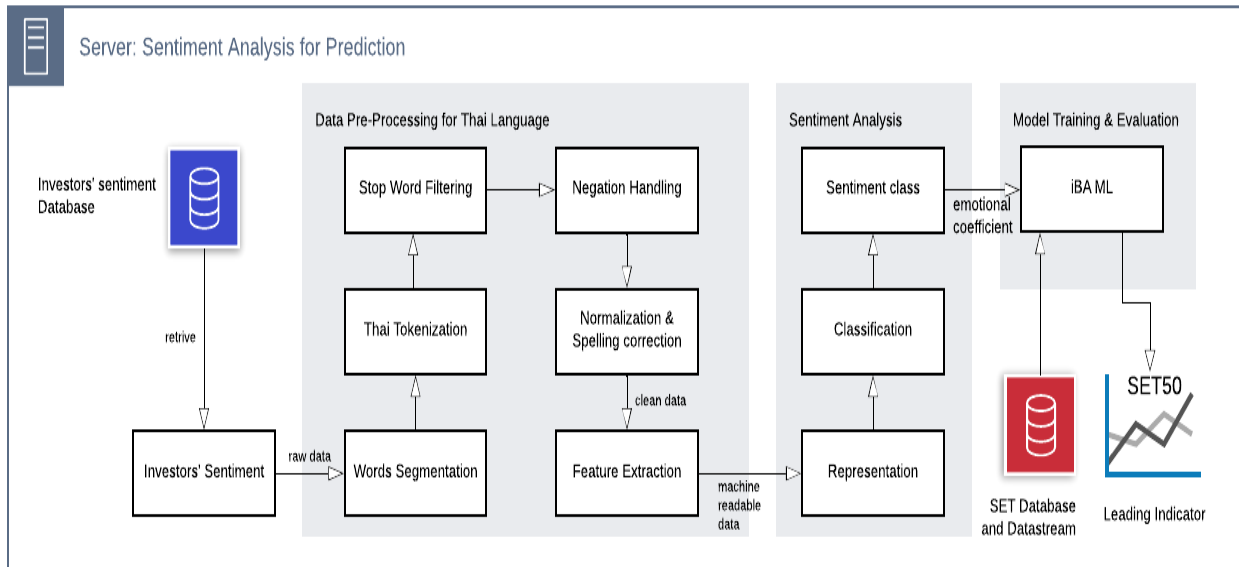 Server: Sentiment Analysis for Prediction
Investors' sentiment
Database
retrive
Investors' Sentiment
raw data
Data Pre-Processing for Thai Language
Stop Word Filtering
Negation Handling
Thai Tokenization
Normalization &
Spelling correction
clean data
Words Segmentation
Feature Extraction
machine
readable
data
Sentiment Analysis
Sentiment class
Classification
Representation
emotional
coefficient
Model Training & Evaluation
iBA ML
SET Database
and Datastream
SET50
Leading Indicator